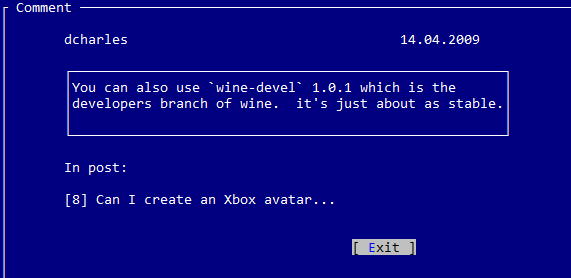 Comment
dcharles 14.04.2009
You can also use `wine-devel` 1.0.1 which is the
developers branch of wine.  it's just about as stable.
In post:
[8] Can I create an Xbox avatar...
[ Exit ]